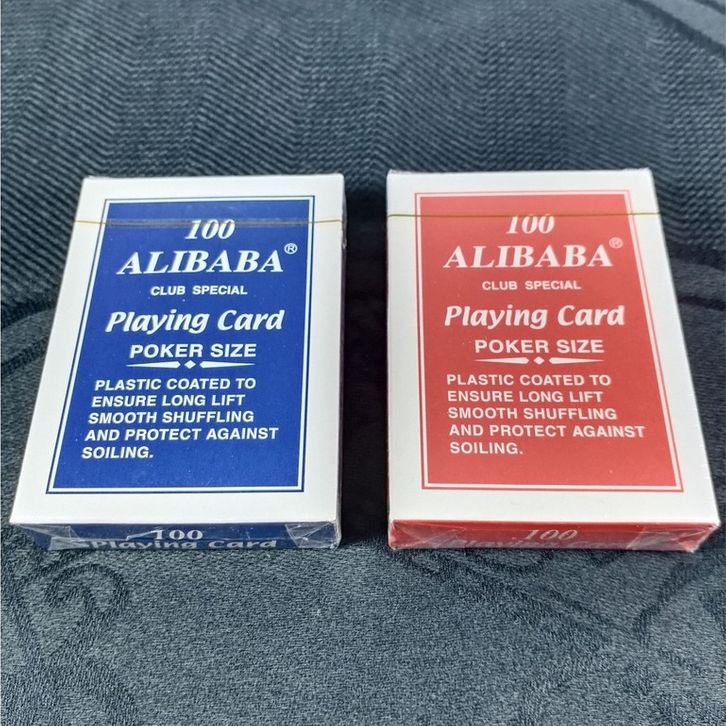 100
ALIBABA®
CLUB SPECIAL
Playing Card
POKER SIZE
PLASTIC COATED TO
ENSURE LONG LIFT
SMOOTH SHUFFLING
AND PROTECT AGAINST
SOILING.
100
Playing Card
100
ALIBABA®
CLUB SPECIAL
Playing Card
POKER SIZE
PLASTIC COATED TO
ENSURE LONG LIFT
SMOOTH SHUFFLING
AND PROTECT AGAINST
SOILING.
100
Playing Card